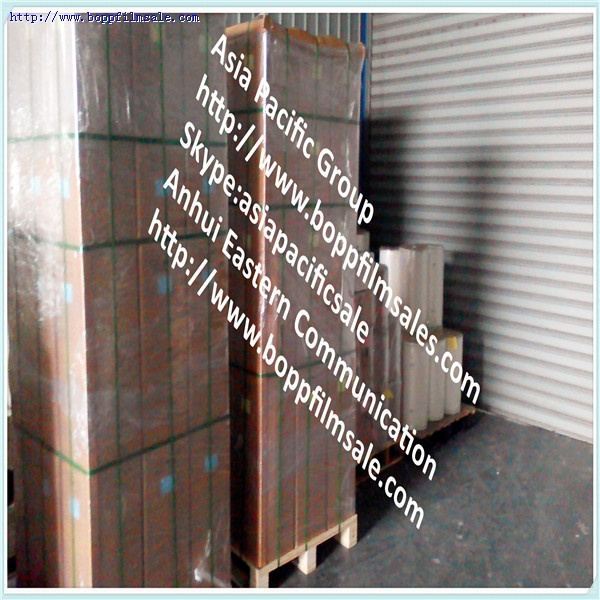 http://www.boppfilmsale.com
Asia Pacific Group
http://www.boppfilmsales.com
Skype:asiapacificsale
Anhui Eastern Communication
http://www.boppfilmsale.com